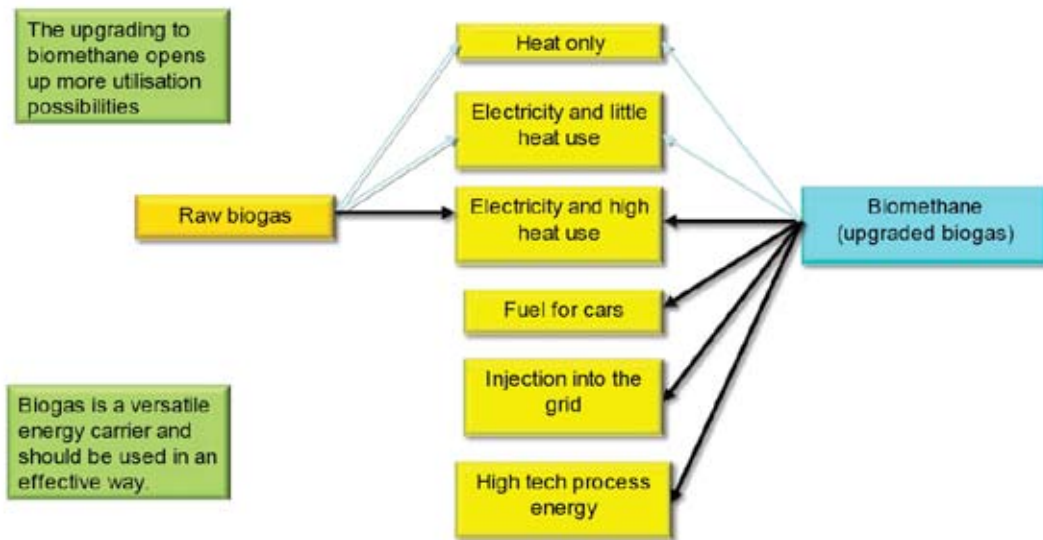 The upgrading to
biomethane opens
up more utilisation
possibilities
Heat only
Electricity and little
heat use
Raw biogas
Electricity and high
heat use
Biomethane
(upgraded biogas)
Fuel for cars
Injection into the
grid
Biogas is a versatile
energy carrier and
should be used in an
effective way.
High tech process
energy